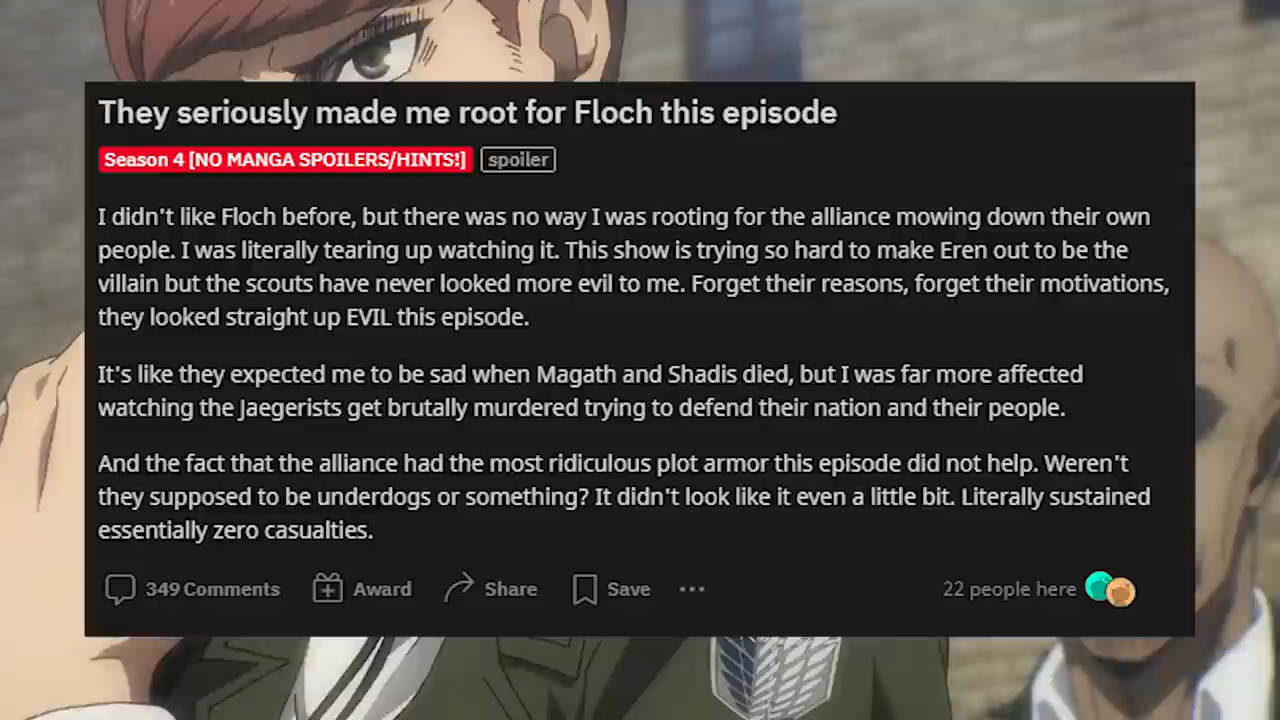 They seriously made me root for Floch this episode
Season 4 [NO MANGA SPOILERS/HINTS!] spoiler
I didn't like Floch before, but there was no way I was rooting for the alliance mowing down their own
people. I was literally tearing up watching it. This show is trying so hard to make Eren out to be the
villain but the scouts have never looked more evil to me. Forget their reasons, forget their motivations,
they looked straight up EVIL this episode.
It's like they expected me to be sad when Magath and Shadis died, but I was far more affected
watching the Jaegerists get brutally murdered trying to defend their nation and their people.
And the fact that the alliance had the most ridiculous plot armor this episode did not help. Weren't
they supposed to be underdogs or something? It didn't look like it even a little bit. Literally sustained
essentially zero casualties.
349 Comments Award Share Save ••• 22 people here